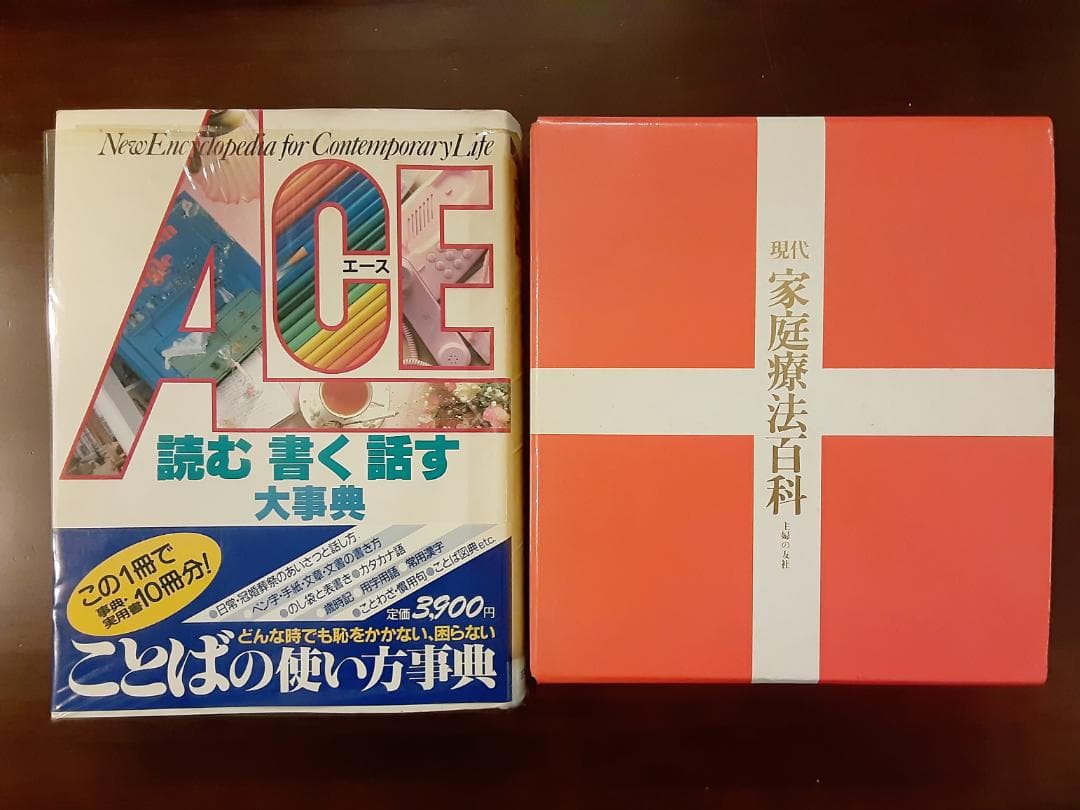 New Encyclopedia for Contemporary Life
ACE
エース
読む 書く 話す
大事典
この1冊で
事典・実用書10冊分!
●日常・冠婚葬祭のあいさつと話し方
●ペン字・手紙・文章・文書の書き方
●のし袋と表書き●カタカナ語
●歳時記 用字用語 常用漢字
●ことわざ・慣用句●ことば図典etc.
定価3,900円
どんな時でも恥をかかない、困らない
ことばの使い方事典
現代
家庭療法百科
主婦の友社